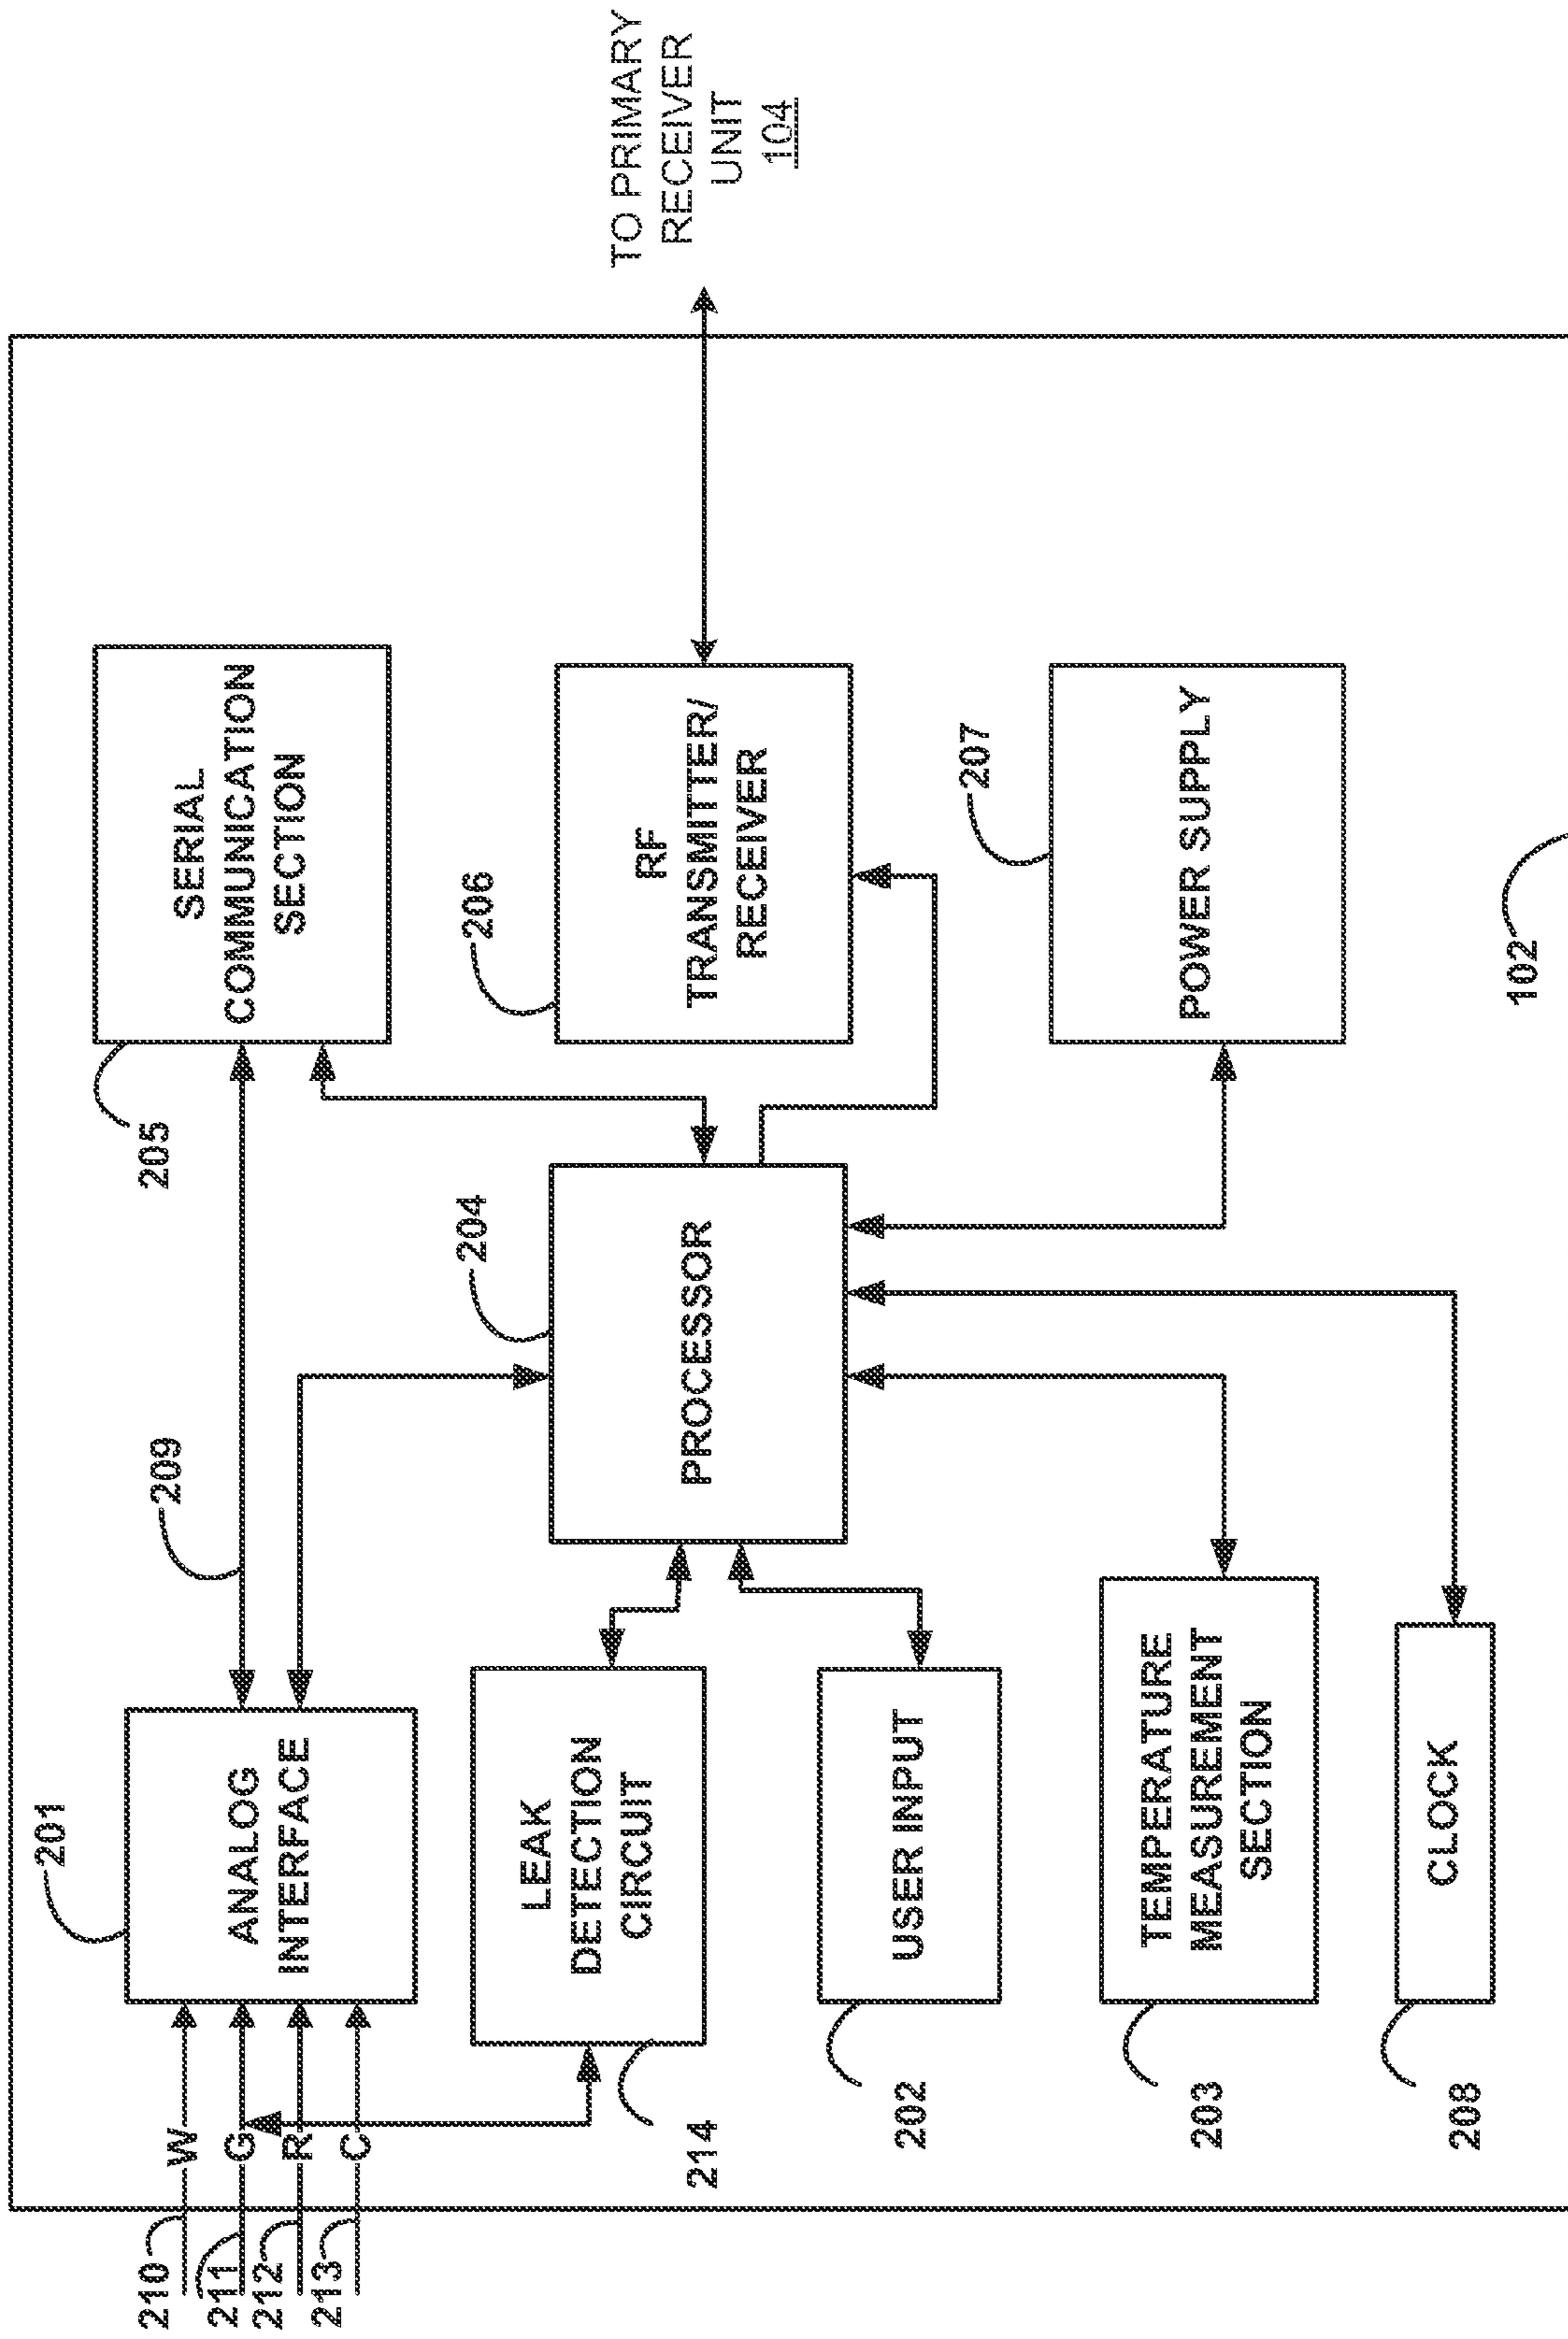 210
W
211
G
212
R
213
C
201
ANALOG
INTERFACE
209
205
SERIAL
COMMUNICATION
SECTION
214
LEAK
DETECTION
CIRCUIT
204
PROCESSOR
206
RF
TRANSMITTER/
RECEIVER
TO PRIMARY
RECEIVER
UNIT
104
202
USER INPUT
203
TEMPERATURE
MEASUREMENT
SECTION
207
POWER SUPPLY
208
CLOCK
102